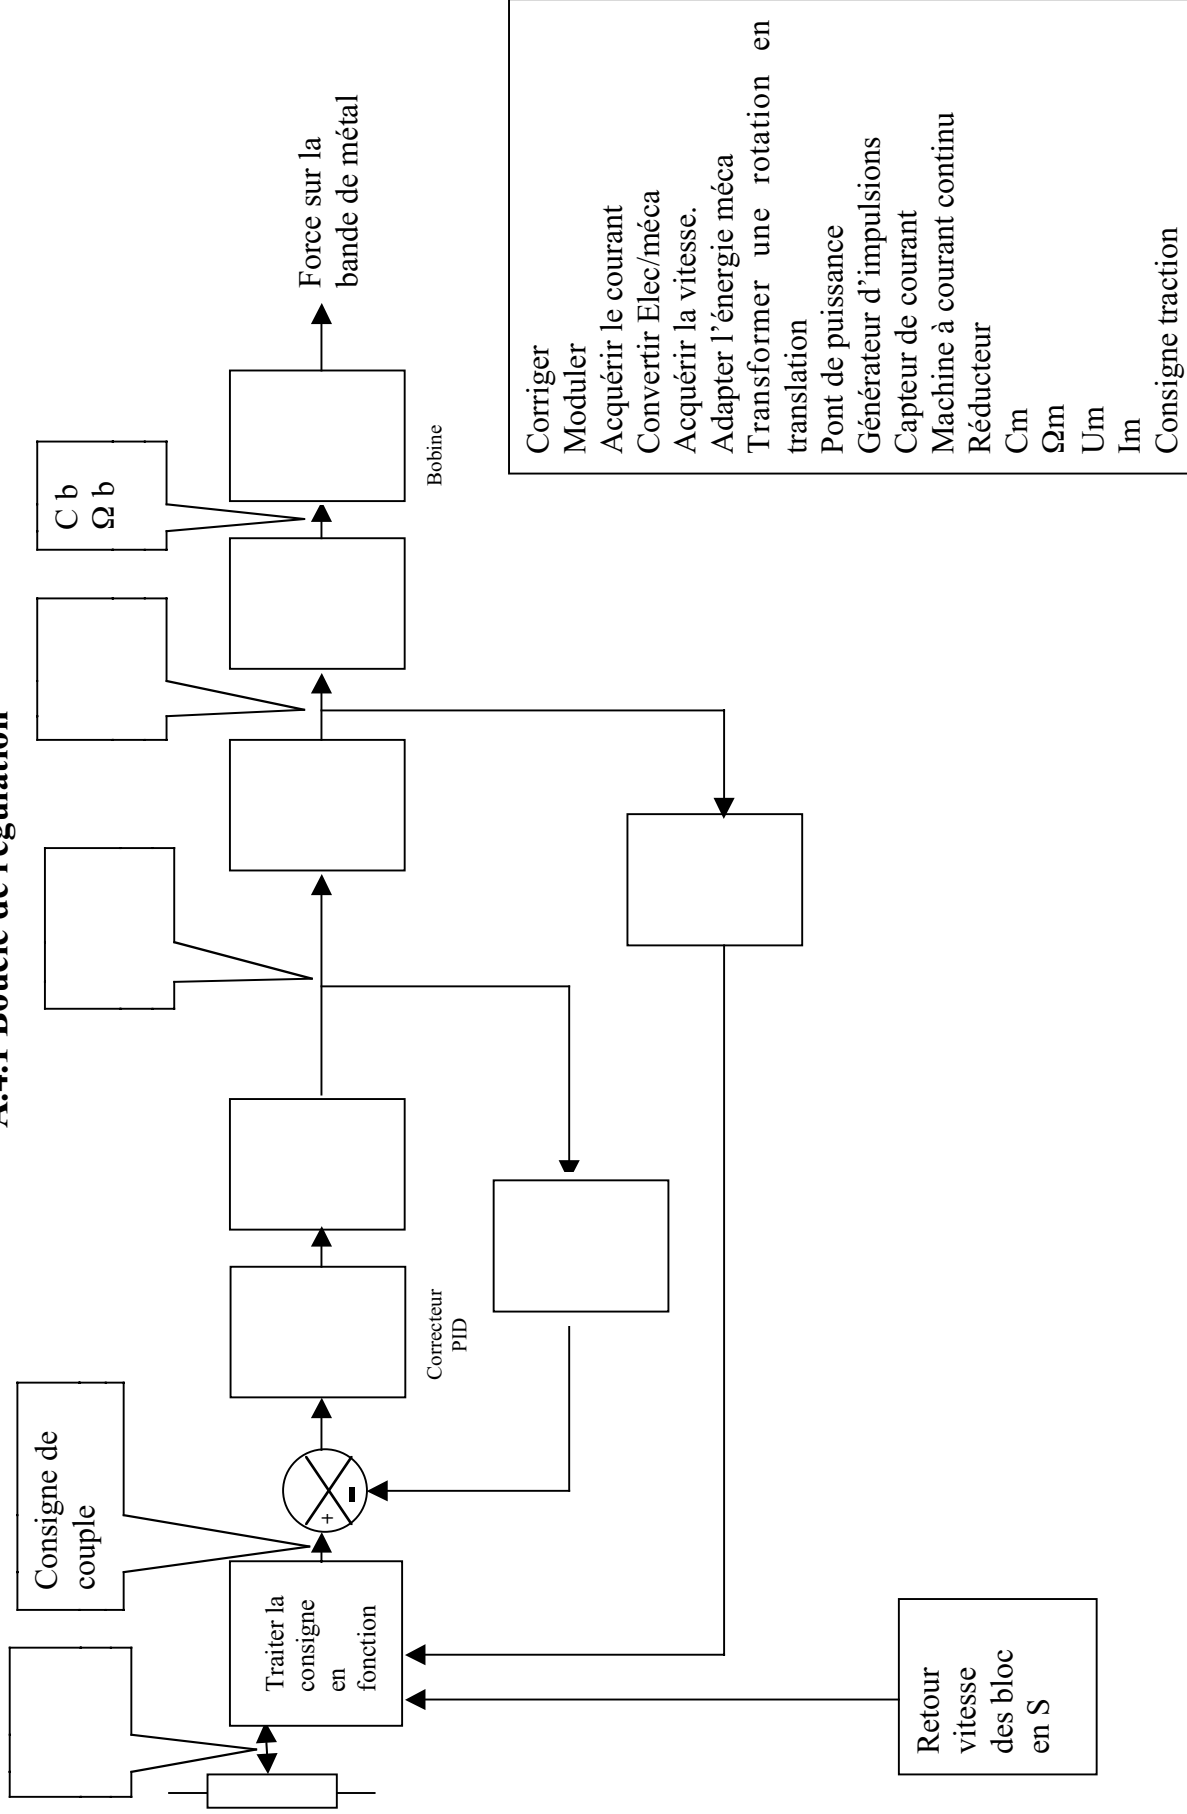 A.4.1 Boucle de régulation
Consigne de
couple
C b
Ω b
Traiter la
consigne
en
fonction
+
-
Correcteur
PID
Bobine
Force sur la
bande de métal
Retour
vitesse
des bloc
en S
Corriger
Moduler
Acquérir le courant
Convertir Elec/méca
Acquérir la vitesse.
Adapter l’énergie méca
Transformer une rotation en
translation
Pont de puissance
Générateur d’impulsions
Capteur de courant
Machine à courant continu
Réducteur
Cm
Ωm
Um
Im
Consigne traction